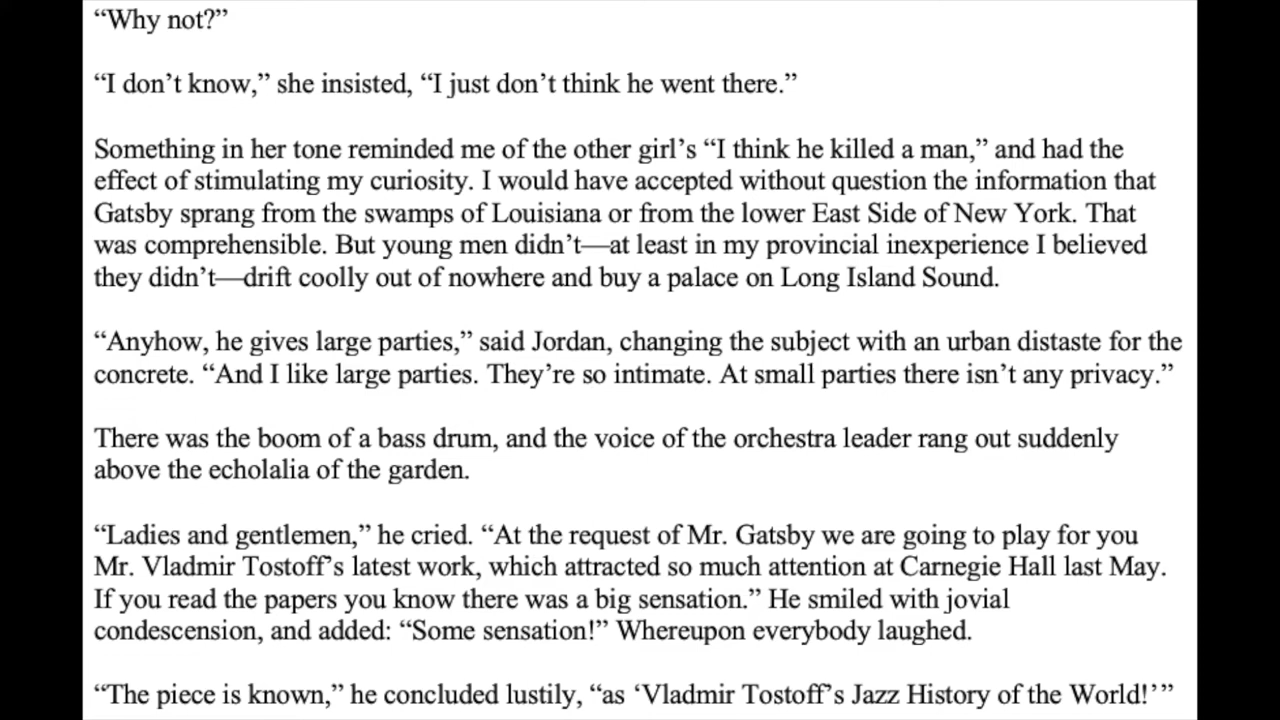 “Why not?”
“I don’t know,” she insisted, “I just don’t think he went there.”
Something in her tone reminded me of the other girl’s “I think he killed a man,” and had the
effect of stimulating my curiosity. I would have accepted without question the information that
Gatsby sprang from the swamps of Louisiana or from the lower East Side of New York. That
was comprehensible. But young men didn’t—at least in my provincial inexperience I believed
they didn’t—drift coolly out of nowhere and buy a palace on Long Island Sound.
“Anyhow, he gives large parties,” said Jordan, changing the subject with an urban distaste for the
concrete. “And I like large parties. They’re so intimate. At small parties there isn’t any privacy.”
There was the boom of a bass drum, and the voice of the orchestra leader rang out suddenly
above the echolalia of the garden.
“Ladies and gentlemen,” he cried. “At the request of Mr. Gatsby we are going to play for you
Mr. Vladmir Tostoff’s latest work, which attracted so much attention at Carnegie Hall last May.
If you read the papers you know there was a big sensation.” He smiled with jovial
condescension, and added: “Some sensation!” Whereupon everybody laughed.
“The piece is known,” he concluded lustily, “as ‘Vladmir Tostoff’s Jazz History of the World!’”